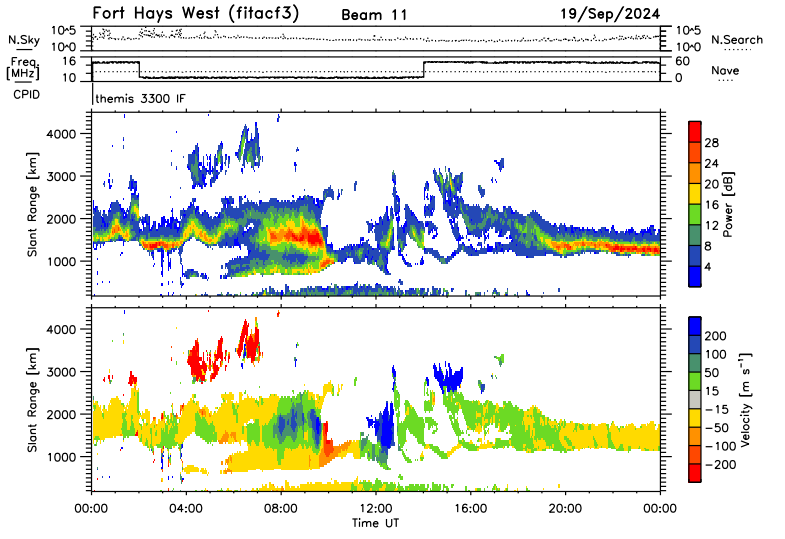 Fort Hays West (fitacf3) Beam 11 19/Sep/2024
N.Sky 10^5 10^0 10^5 10^0 N.Search
Freq. [MHz] 16 10 60 0 Nave
CPID themis 3300 IF
Slant Range [km] 4000 3000 2000 1000
Power [dB] 28 24 20 16 12 8 4
Slant Range [km] 4000 3000 2000 1000
Velocity [m s⁻¹] 200 100 50 15 −15 −50 −100 −200
00:00 04:00 08:00 12:00 16:00 20:00 00:00
Time UT